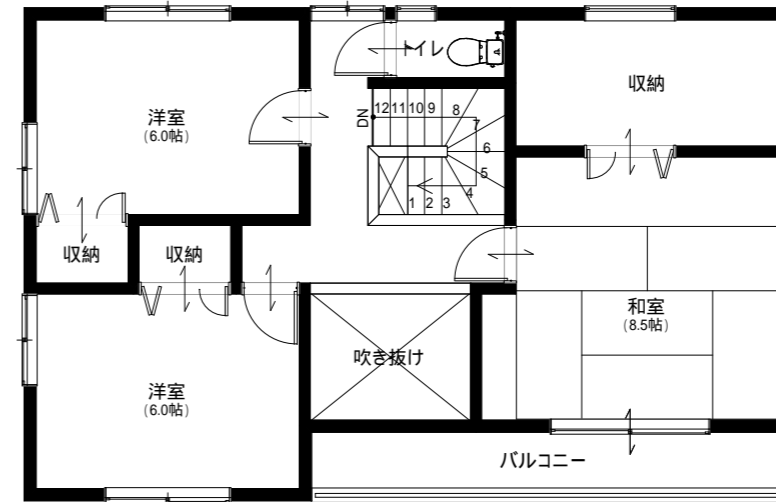 トイレ
収納
洋室
(6.0帖)
DN
12 11 10 9 8
7
6
5
4
1 2 3
収納
収納
和室
(8.5帖)
吹き抜け
洋室
(6.0帖)
バルコニー